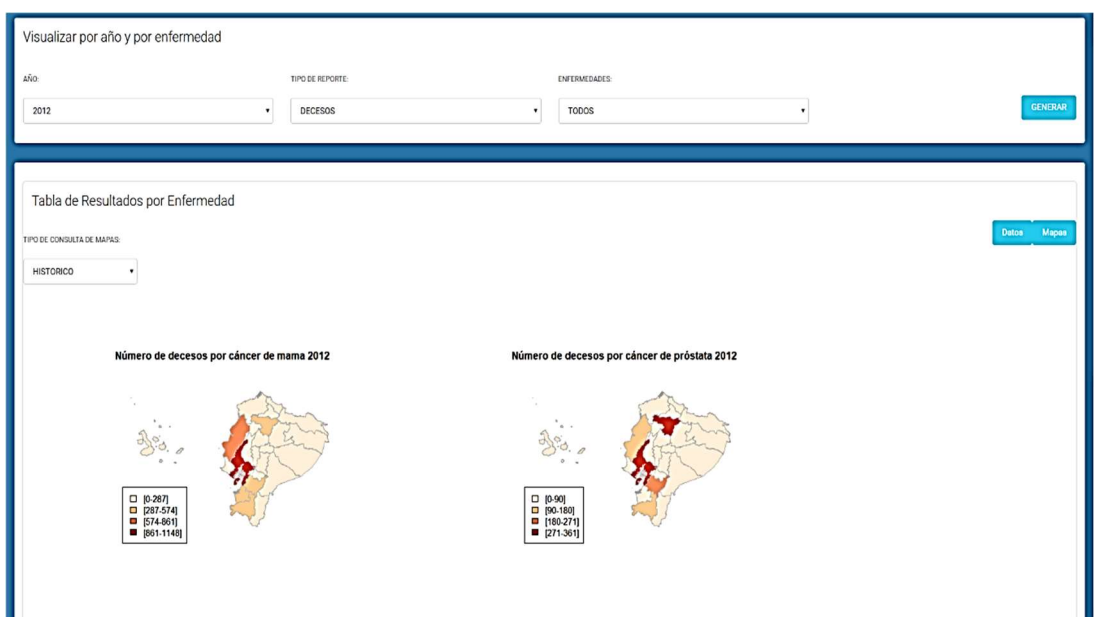 Visualizar por año y por enfermedad
AÑO: TIPO DE REPORTE: ENFERMEDADES:
2012 DECESOS TODOS GENERAR
Tabla de Resultados por Enfermedad
TIPO DE CONSULTA DE MAPAS: Datos Mapas
HISTORICO
Número de decesos por cáncer de mama 2012
[0-287]
[287-574]
[574-861]
[861-1148]
Número de decesos por cáncer de próstata 2012
[0-90]
[90-180]
[180-271]
[271-361]